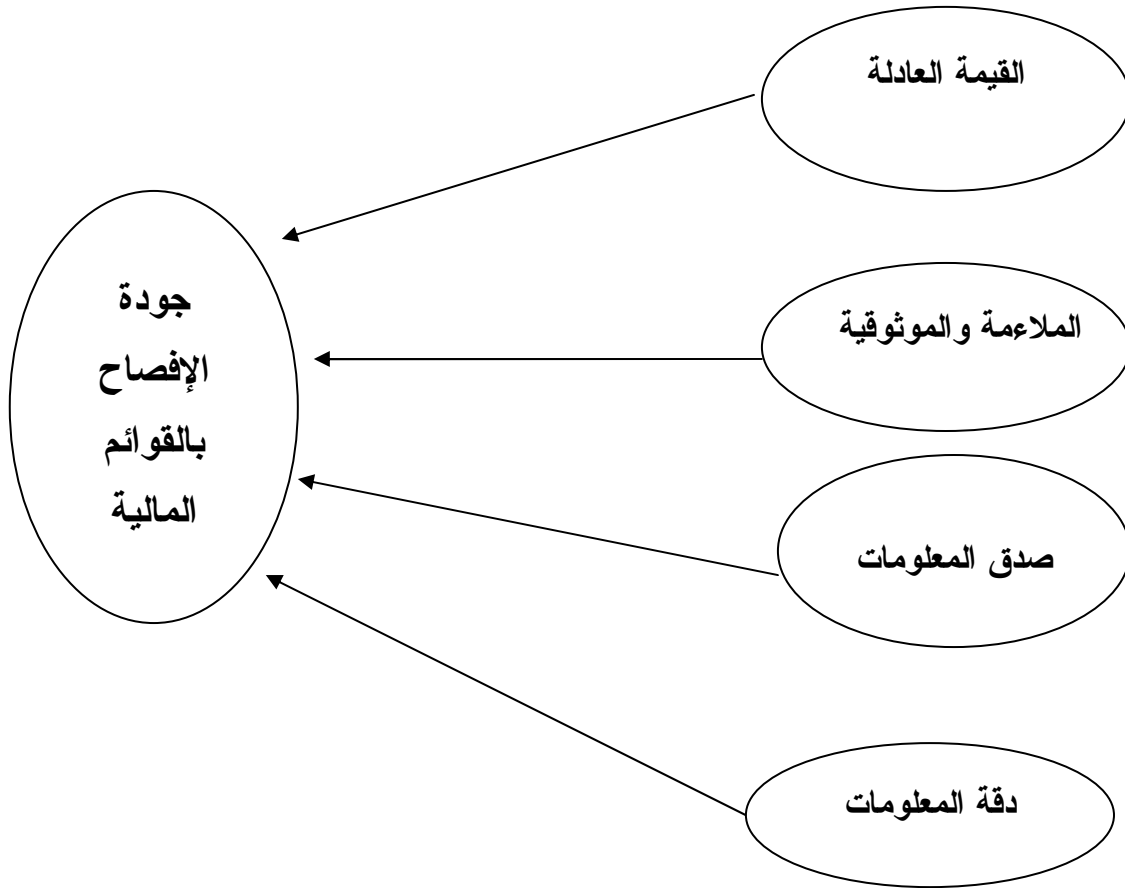 القيمة العادلة
الملاءمة والموثوقية
صدق المعلومات
دقة المعلومات
جودة
الإفصاح
بالقوائم
المالية